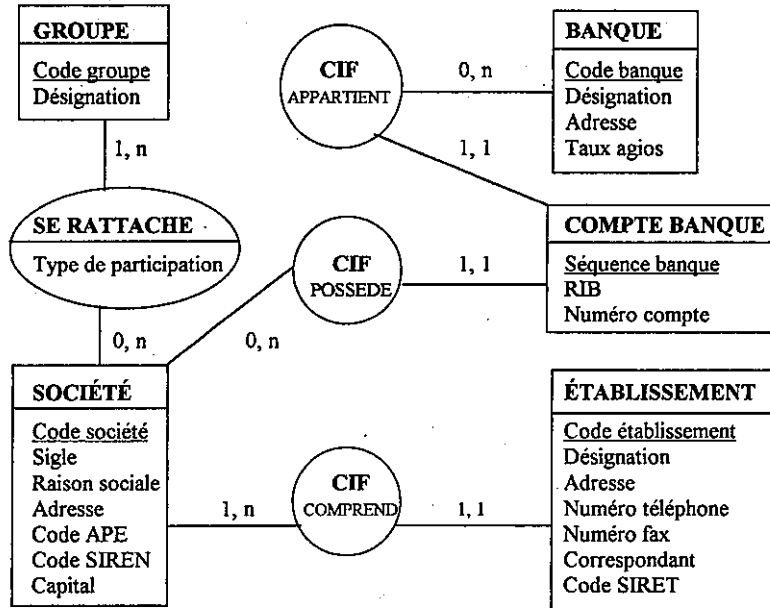 GROUPE
Code groupe
Désignation
1, n
SE RATTACHE
Type de participation
0, n
SOCIÉTÉ
Code société
Sigle
Raison sociale
Adresse
Code APE
Code SIREN
Capital
CIF
APPARTIENT
0, n
1, 1
BANQUE
Code banque
Désignation
Adresse
Taux agios
CIF
POSSEDE
0, n
1, 1
COMPTE BANQUE
Séquence banque
RIB
Numéro compte
CIF
COMPREND
1, n
1, 1
ÉTABLISSEMENT
Code établissement
Désignation
Adresse
Numéro téléphone
Numéro fax
Correspondant
Code SIRET